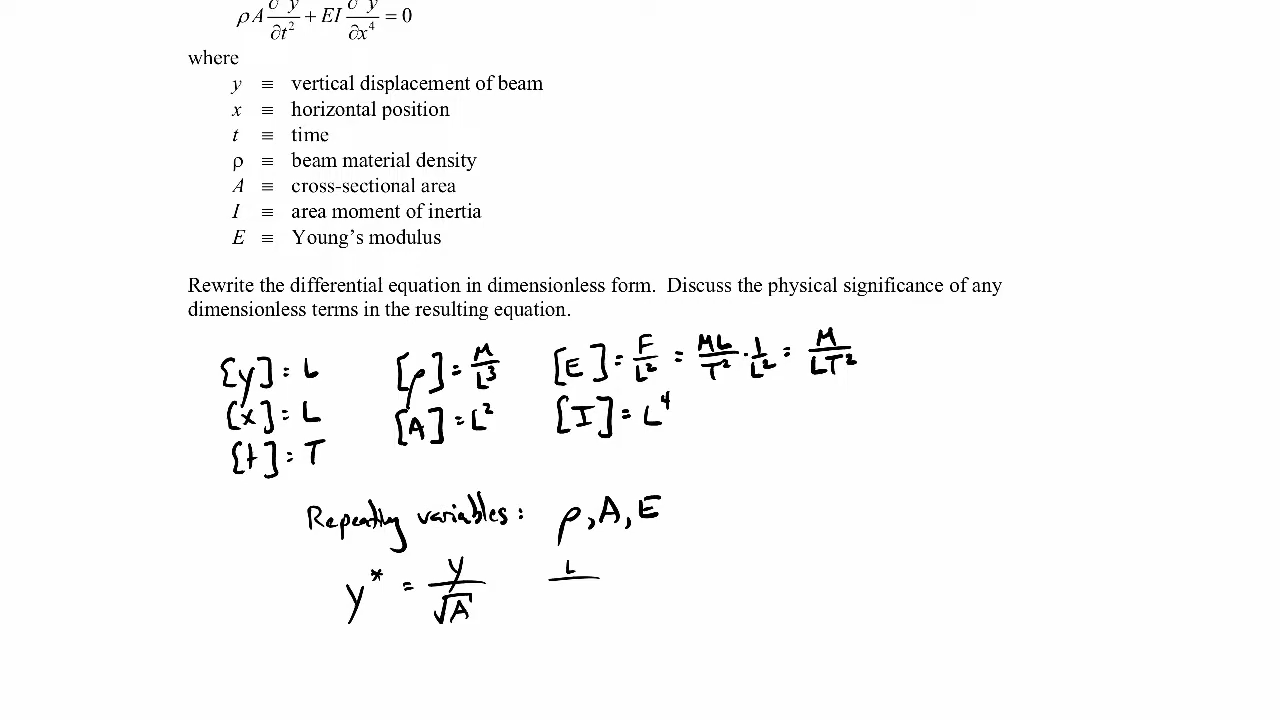 ρA ∂²y/∂t² + EI ∂²y/∂x⁴ = 0
where
y ≡ vertical displacement of beam
x ≡ horizontal position
t ≡ time
ρ ≡ beam material density
A ≡ cross-sectional area
I ≡ area moment of inertia
E ≡ Young’s modulus
Rewrite the differential equation in dimensionless form. Discuss the physical significance of any
dimensionless terms in the resulting equation.
[y] = L [ρ] = M/L³ [E] = F/L² = ML/T² · 1/L² = M/LT²
[x] = L [A] = L² [I] = L⁴
[t] = T
Repeatly variables: ρ, A, E
y* = y/√A L